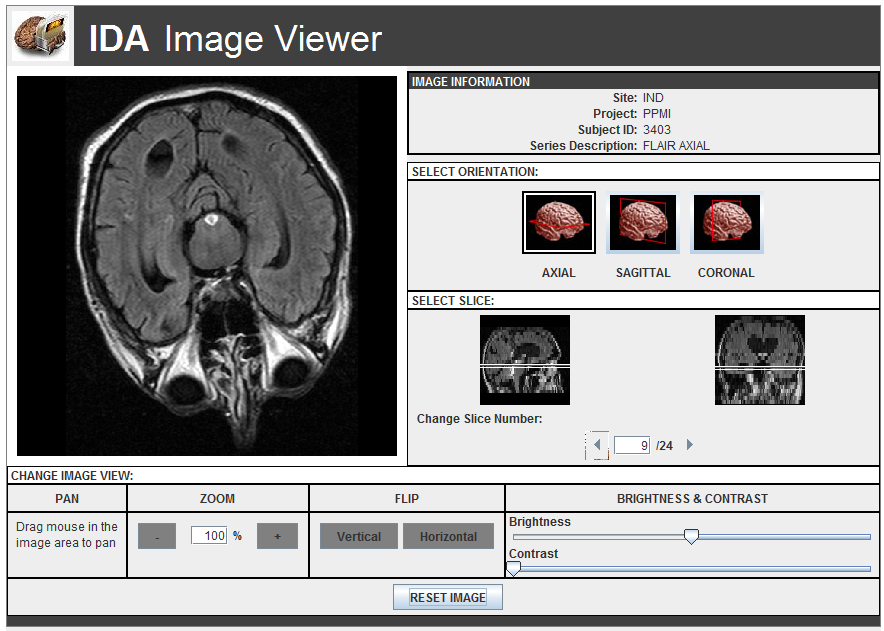 IDA Image Viewer
IMAGE INFORMATION
Site: IND
Project: PPMI
Subject ID: 3403
Series Description: FLAIR AXIAL
SELECT ORIENTATION:
AXIAL SAGITTAL CORONAL
SELECT SLICE:
Change Slice Number:
9 /24
CHANGE IMAGE VIEW:
PAN ZOOM FLIP BRIGHTNESS & CONTRAST
Drag mouse in the
image area to pan
- 100 % +
Vertical Horizontal
Brightness
Contrast
RESET IMAGE